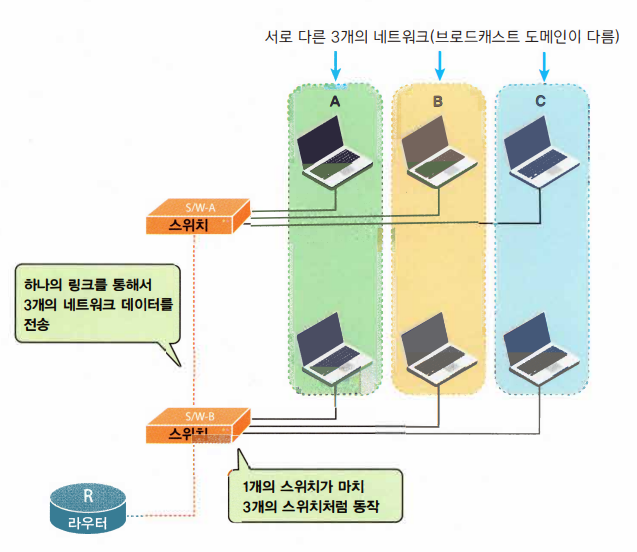 서로 다른 3개의 네트워크(브로드캐스트 도메인이 다름)
A
B
C
S/W-A
스위치
하나의 링크를 통해서
3개의 네트워크 데이터를
전송
S/W-B
스위치
1개의 스위치가 마치
3개의 스위치처럼 동작
R
라우터